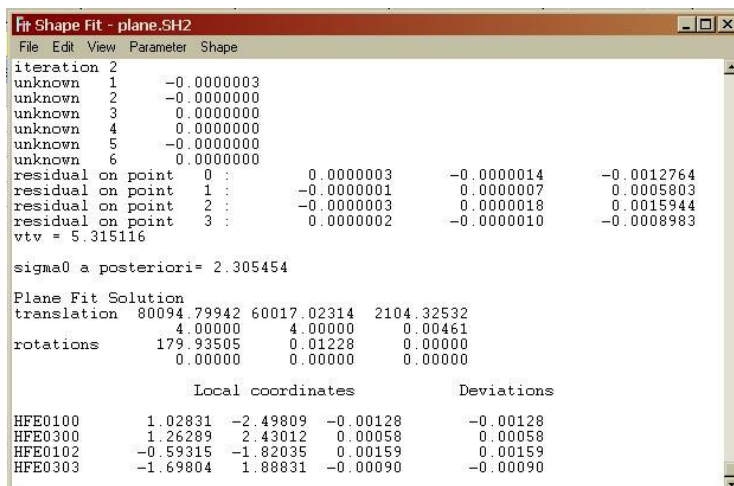 Fit Shape Fit - plane.SH2
File Edit View Parameter Shape
iteration 2
unknown 1 -0.0000003
unknown 2 -0.0000000
unknown 3 0.0000000
unknown 4 0.0000000
unknown 5 -0.0000000
unknown 6 0.0000000
residual on point 0 : 0.0000003 -0.0000014 -0.0012764
residual on point 1 : -0.0000001 0.0000007 0.0005803
residual on point 2 : -0.0000003 0.0000018 0.0015944
residual on point 3 : 0.0000002 -0.0000010 -0.0008983
vtv = 5.315116
sigma0 a posteriori= 2.305454
Plane Fit Solution
translation 80094.79942 60017.02314 2104.32532
4.00000 4.00000 0.00461
rotations 179.93505 0.01228 0.00000
0.00000 0.00000 0.00000
Local coordinates Deviations
HFE0100 1.02831 -2.49809 -0.00128 -0.00128
HFE0300 1.26289 2.43012 0.00058 0.00058
HFE0102 -0.59315 -1.82035 0.00159 0.00159
HFE0303 -1.69804 1.88831 -0.00090 -0.00090